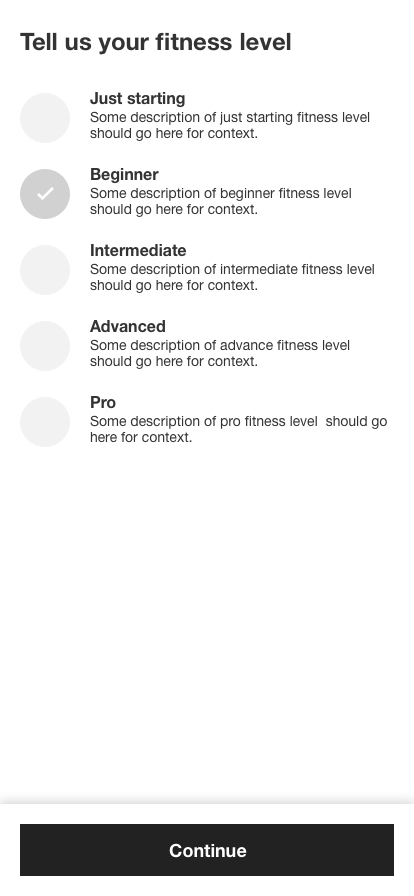 Tell us your fitness level
Just starting
Some description of just starting fitness level
should go here for context.
Beginner
Some description of beginner fitness level
should go here for context.
Intermediate
Some description of intermediate fitness level
should go here for context.
Advanced
Some description of advance fitness level
should go here for context.
Pro
Some description of pro fitness level  should go
here for context.
Continue